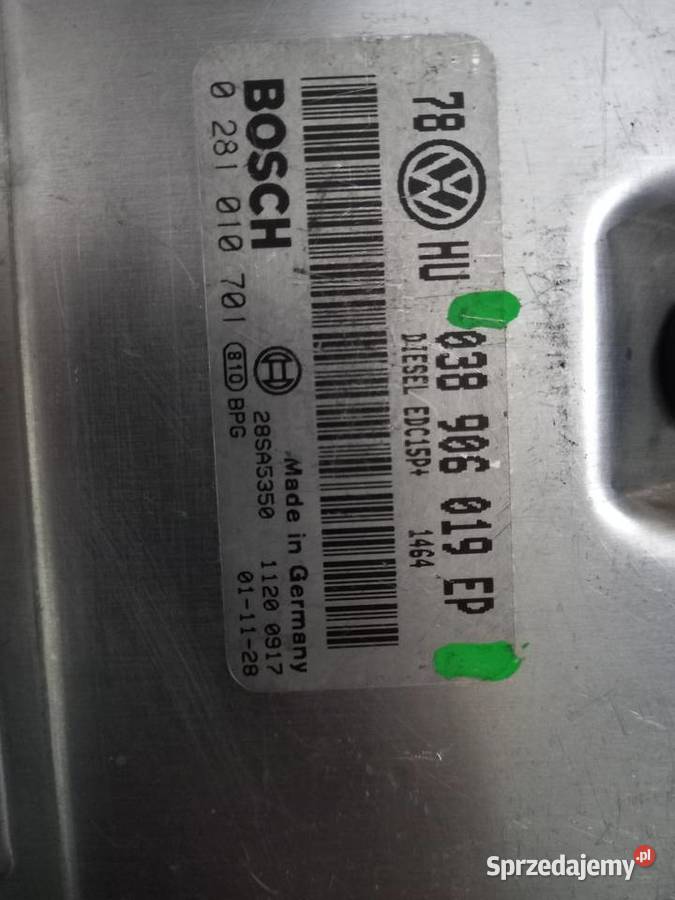 78 HU
038 906 019 EP
DIESEL EDC15P+ 1464
BOSCH
0 281 010 701
81D BPG
28SA5350
Made in Germany
1120 0917
01-11-28
Sprzedajemy.pl